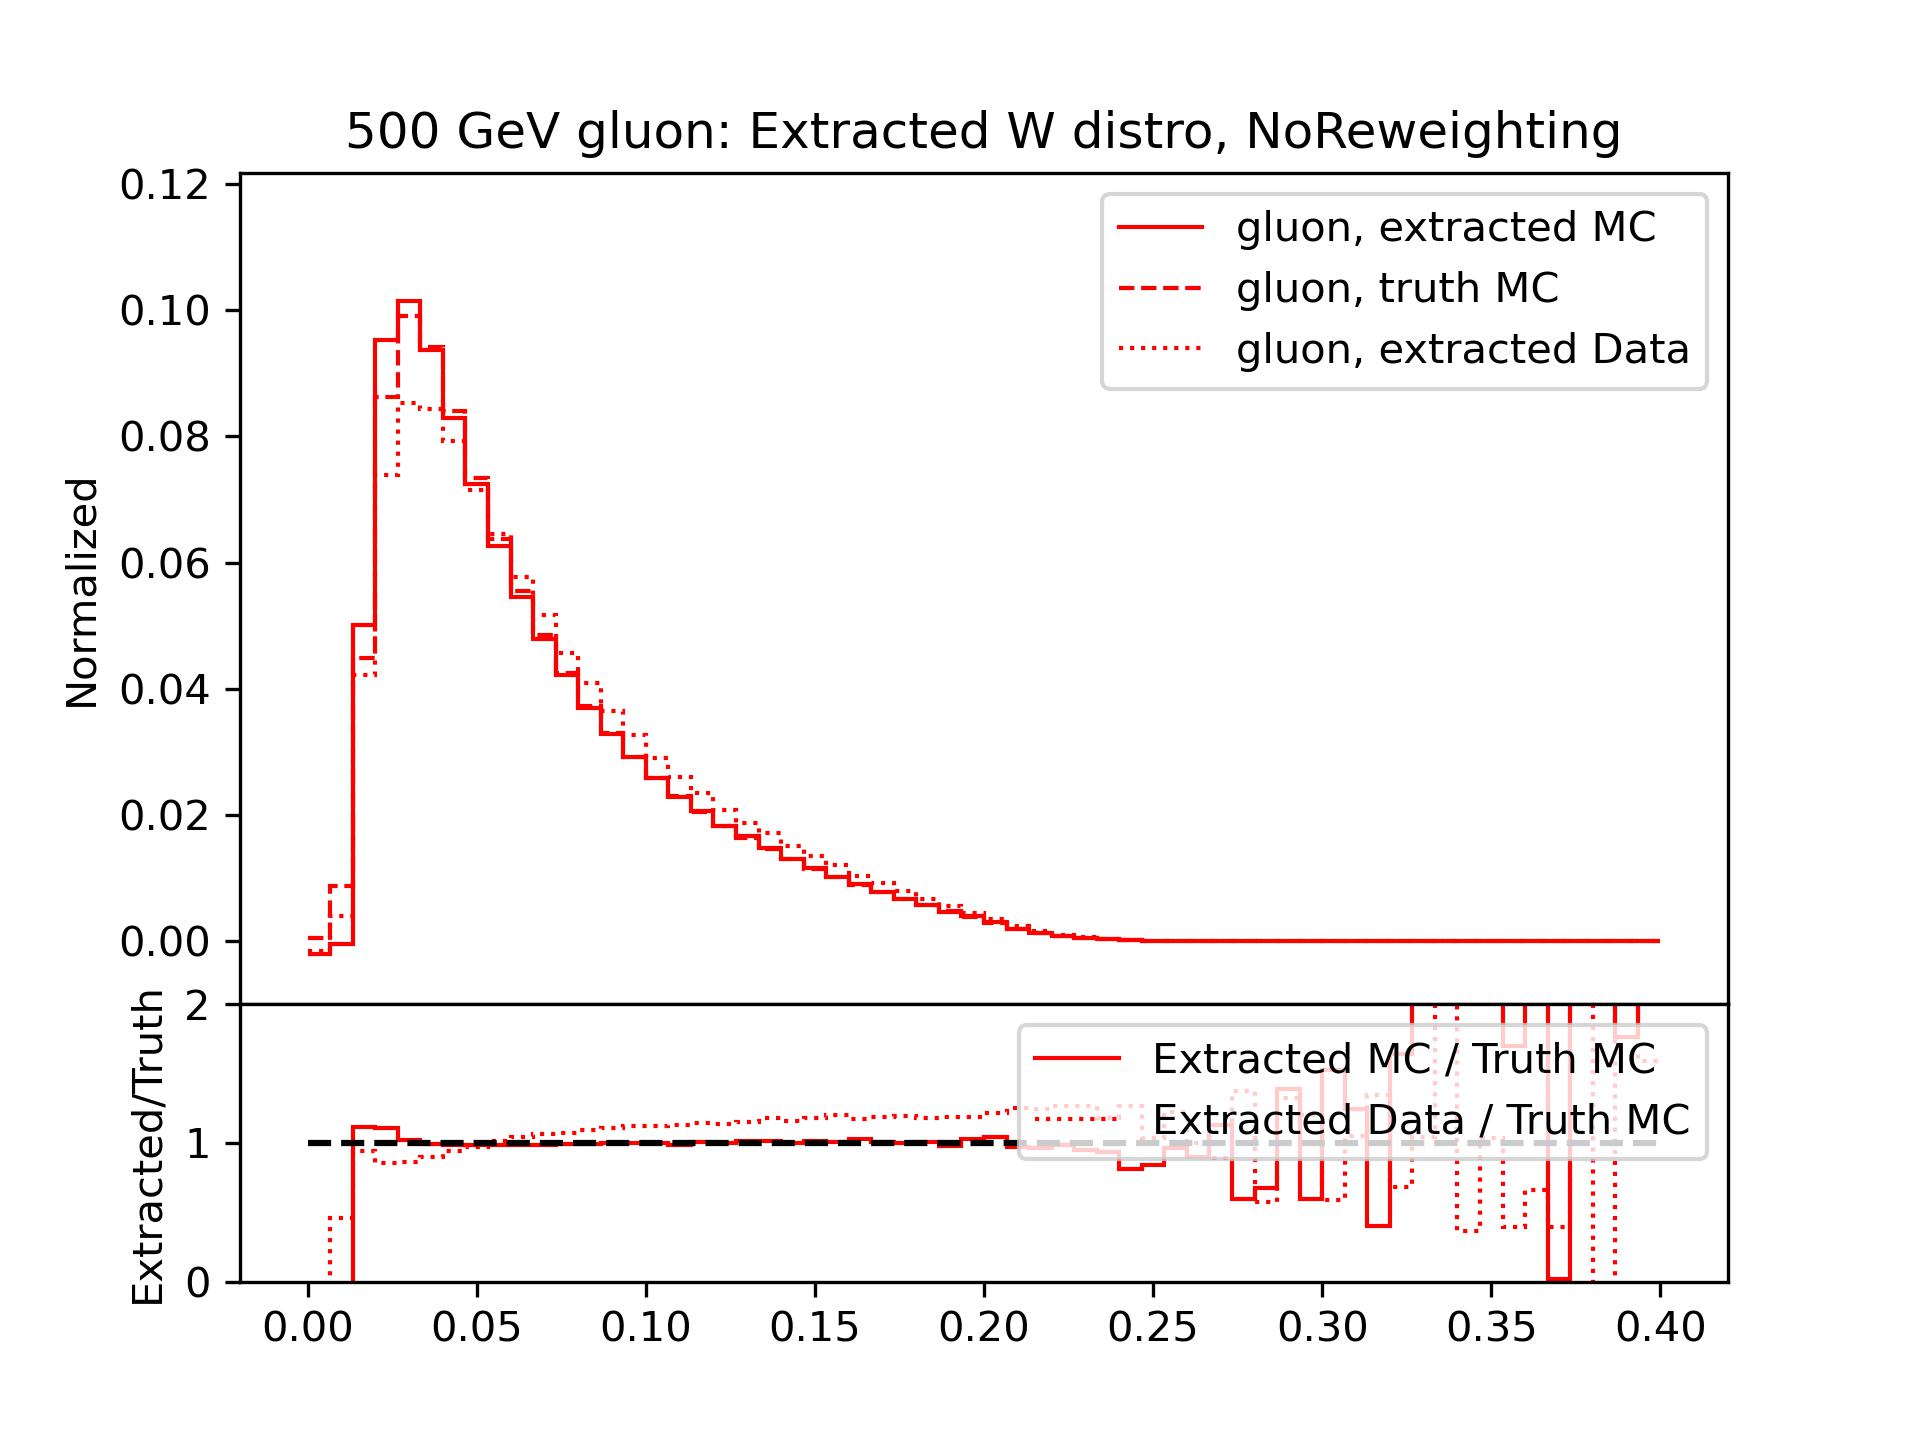 500 GeV gluon: Extracted W distro, NoReweighting
0.12
0.10
0.08
0.06
0.04
0.02
0.00
Normalized
gluon, extracted MC
gluon, truth MC
gluon, extracted Data
2
1
0
Extracted/Truth
Extracted MC / Truth MC
Extracted Data / Truth MC
0.00 0.05 0.10 0.15 0.20 0.25 0.30 0.35 0.40